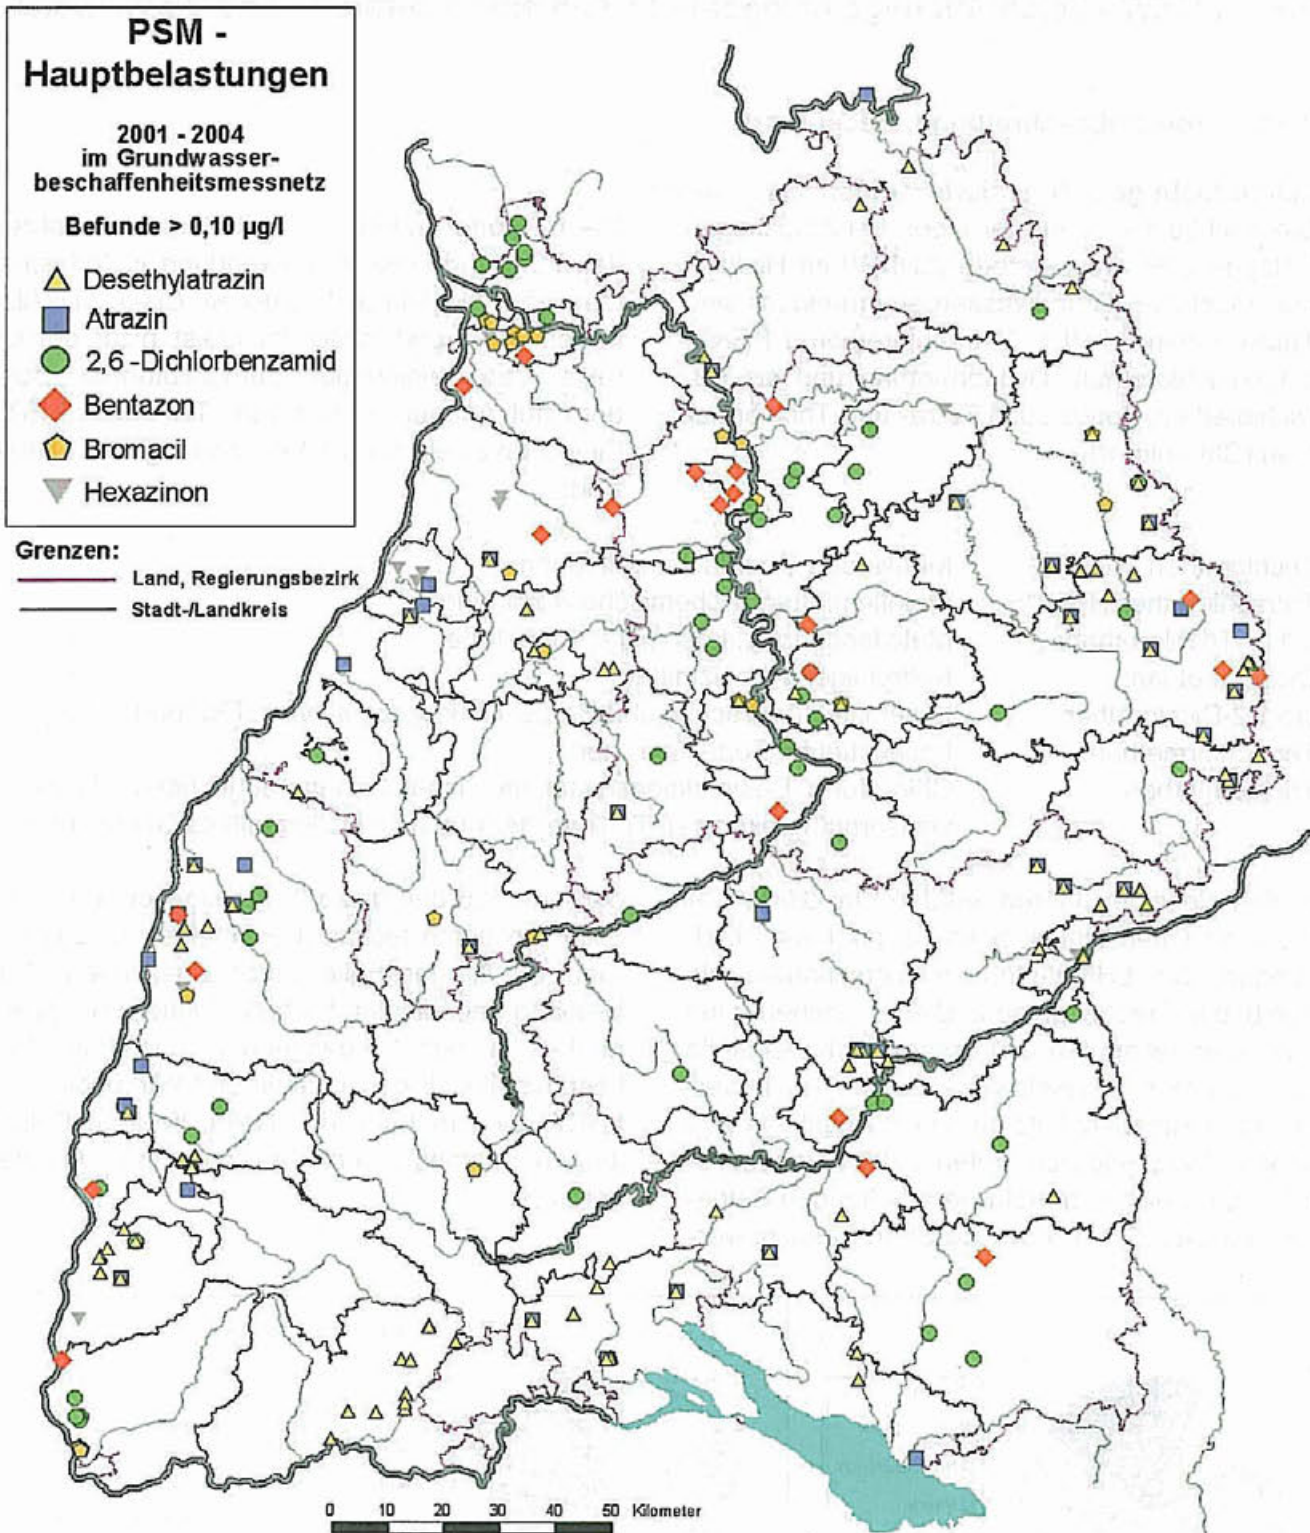 PSM -
Hauptbelastungen
2001 - 2004
im Grundwasser-
beschaffenheitsmessnetz
Befunde > 0,10 µg/l
Desethylatrazin
Atrazin
2,6 -Dichlorbenzamid
Bentazon
Bromacil
Hexazinon
Grenzen:
Land, Regierungsbezirk
Stadt-/Landkreis
0 10 20 30 40 50 Kilometer